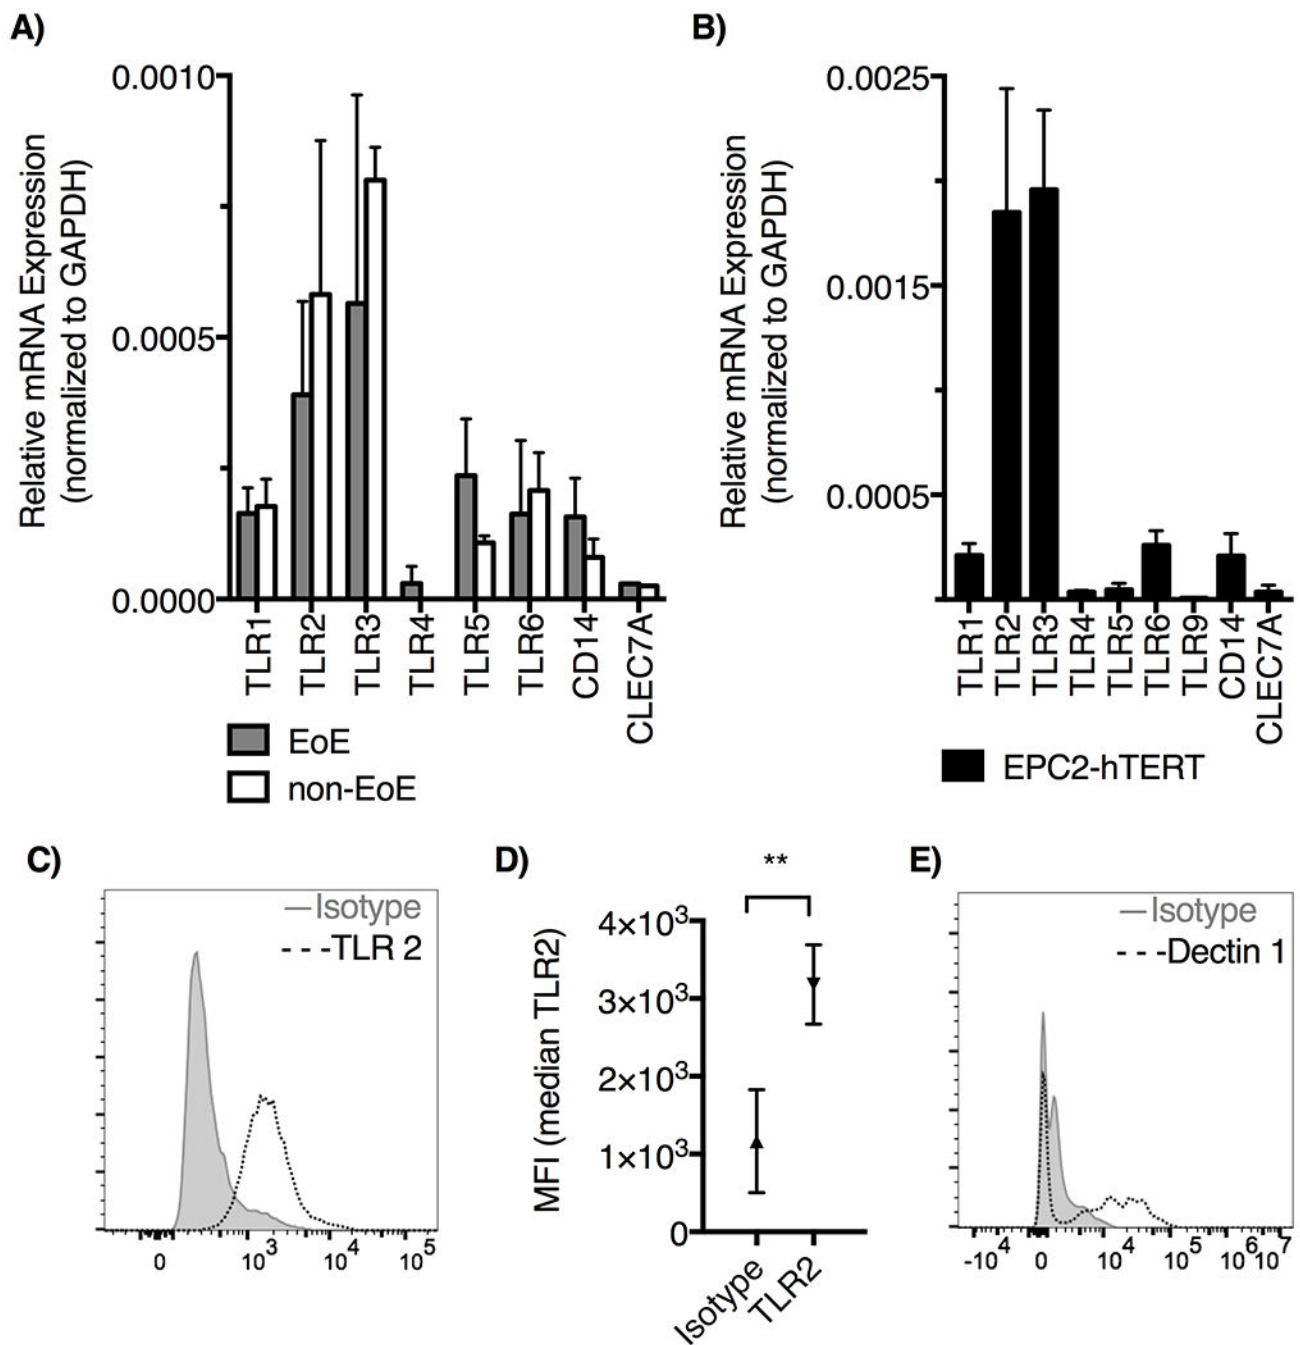 A)
Relative mRNA Expression
(normalized to GAPDH)
0.0010
0.0005
0.0000
TLR1
TLR2
TLR3
TLR4
TLR5
TLR6
CD14
CLEC7A
EoE
non-EoE
B)
Relative mRNA Expression
(normalized to GAPDH)
0.0025
0.0015
0.0005
TLR1
TLR2
TLR3
TLR4
TLR5
TLR6
TLR9
CD14
CLEC7A
EPC2-hTERT
C)
Isotype
TLR 2
0 10³ 10⁴ 10⁵
D)
**
MFI (median TLR2)
4×10³
3×10³
2×10³
1×10³
0
Isotype
TLR2
E)
Isotype
Dectin 1
-10⁴ 0 10⁴ 10⁵ 10⁶ 10⁷